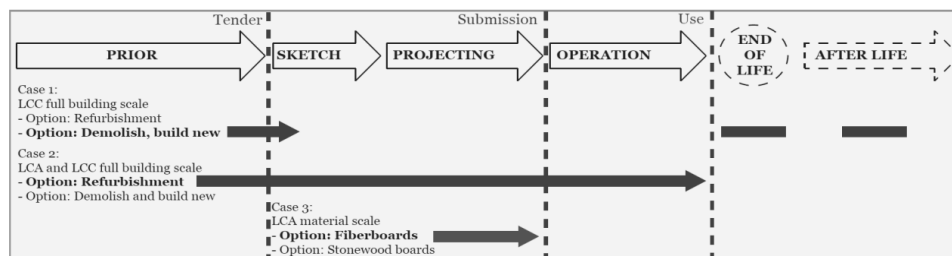 Tender
Submission
Use
PRIOR
SKETCH
PROJECTING
OPERATION
END
OF
LIFE
AFTER LIFE
Case 1:
LCC full building scale
- Option: Refurbishment
- Option: Demolish, build new
Case 2:
LCA and LCC full building scale
- Option: Refurbishment
- Option: Demolish and build new
Case 3:
LCA material scale
- Option: Fiberboards
- Option: Stonewood boards